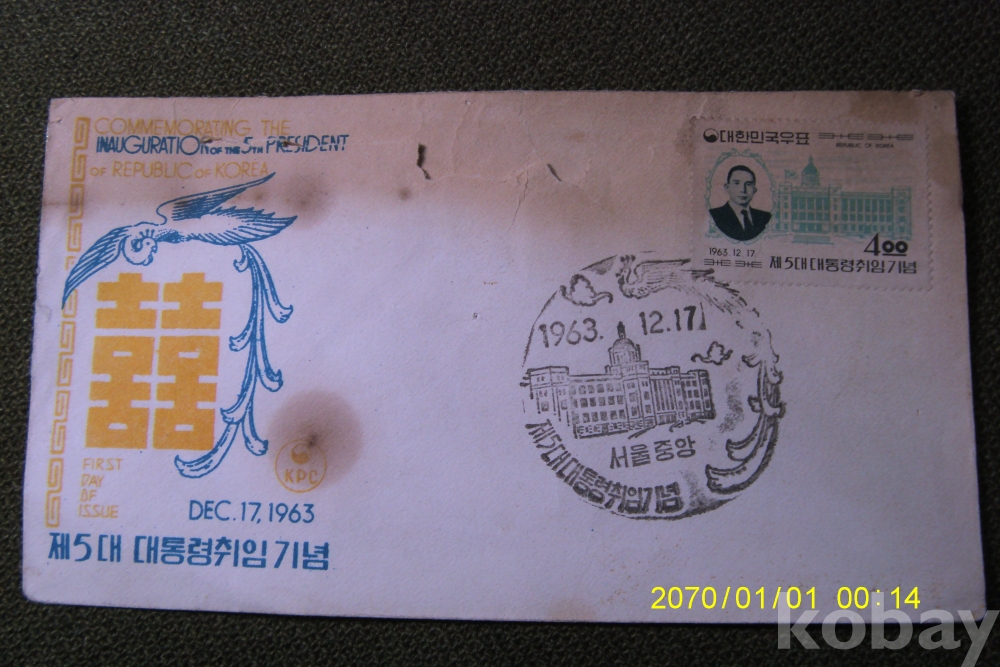 COMMEMORATING THE
INAUGURATION OF THE 5TH PRESIDENT
OF REPUBLIC OF KOREA
囍
FIRST
DAY
OF
ISSUE
KPC
DEC.17,1963
제5대 대통령취임기념
대한민국우표
REPUBLIC OF KOREA
1963.12.17.
400
제5대대통령취임기념
1963. 12.17
서울중앙
제5대대통령취임기념
2070/01/01 00:14
kobay